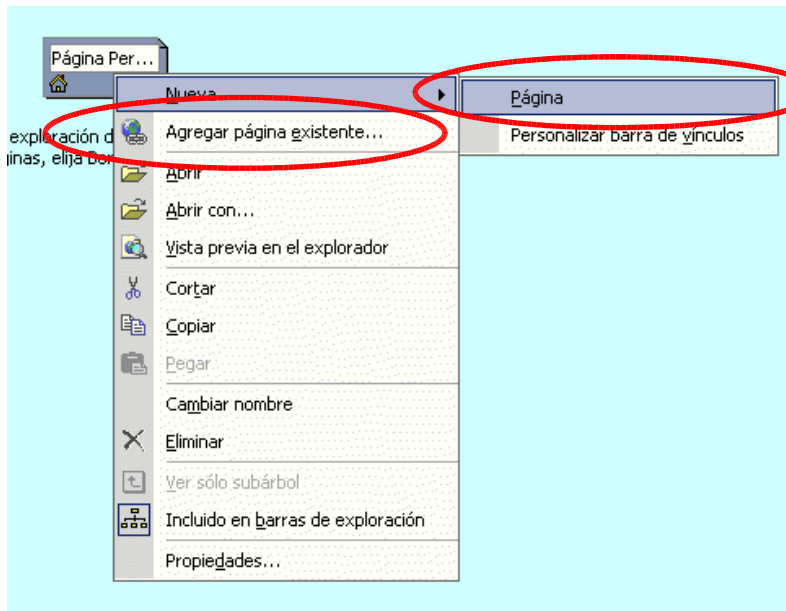 Página Per...
Nueva
Página
Agregar página existente...
Personalizar barra de vínculos
exploración d
ginas, elija
Abrir
Abrir con...
Vista previa en el explorador
Cortar
Copiar
Pegar
Cambiar nombre
Eliminar
Ver sólo subárbol
Incluido en barras de exploración
Propiedades...